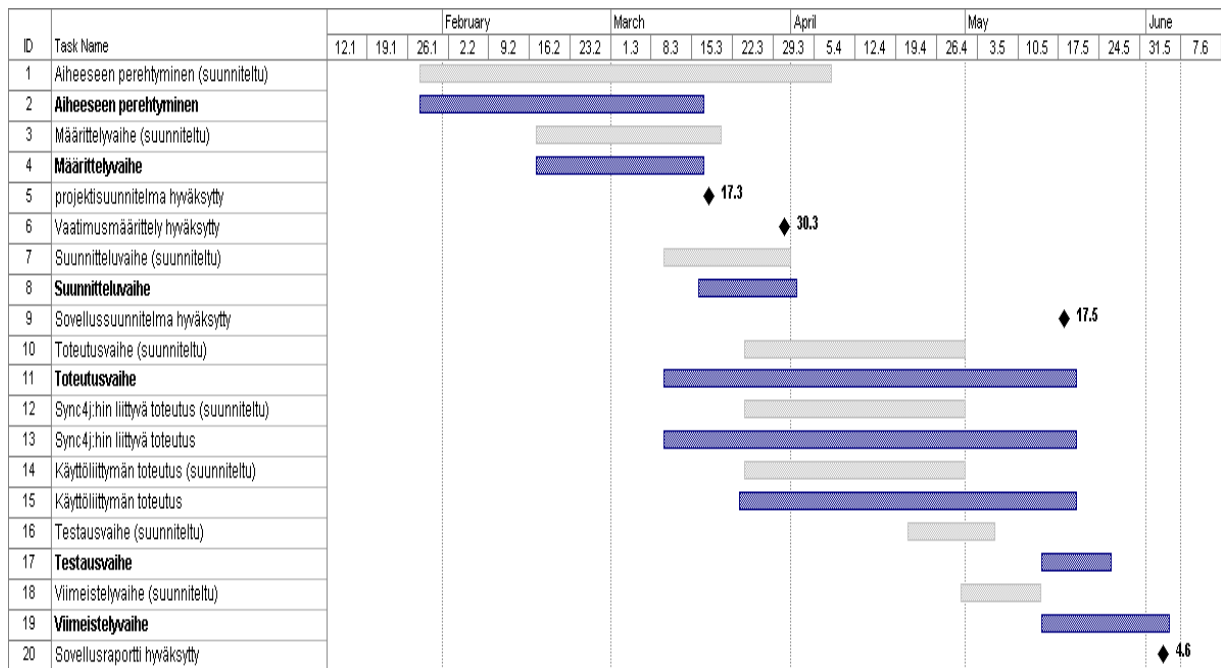 February March April May June
ID Task Name 12.1 19.1 26.1 2.2 9.2 16.2 23.2 1.3 8.3 15.3 22.3 29.3 5.4 12.4 19.4 26.4 3.5 10.5 17.5 24.5 31.5 7.6
1 Aiheeseen perehtyminen (suunniteltu)
2 Aiheeseen perehtyminen
3 Määrittelyvaihe (suunniteltu)
4 Määrittelyvaihe
5 projektisuunnitelma hyväksytty 17.3
6 Vaatimusmäärittely hyväksytty 30.3
7 Suunnitteluvaihe (suunniteltu)
8 Suunnitteluvaihe
9 Sovellussuunnitelma hyväksytty 17.5
10 Toteutusvaihe (suunniteltu)
11 Toteutusvaihe
12 Sync4j:hin liittyvä toteutus (suunniteltu)
13 Sync4j:hin liittyvä toteutus
14 Käyttöliittymän toteutus (suunniteltu)
15 Käyttöliittymän toteutus
16 Testausvaihe (suunniteltu)
17 Testausvaihe
18 Viimeistelyvaihe (suunniteltu)
19 Viimeistelyvaihe
20 Sovellusraportti hyväksytty 4.6